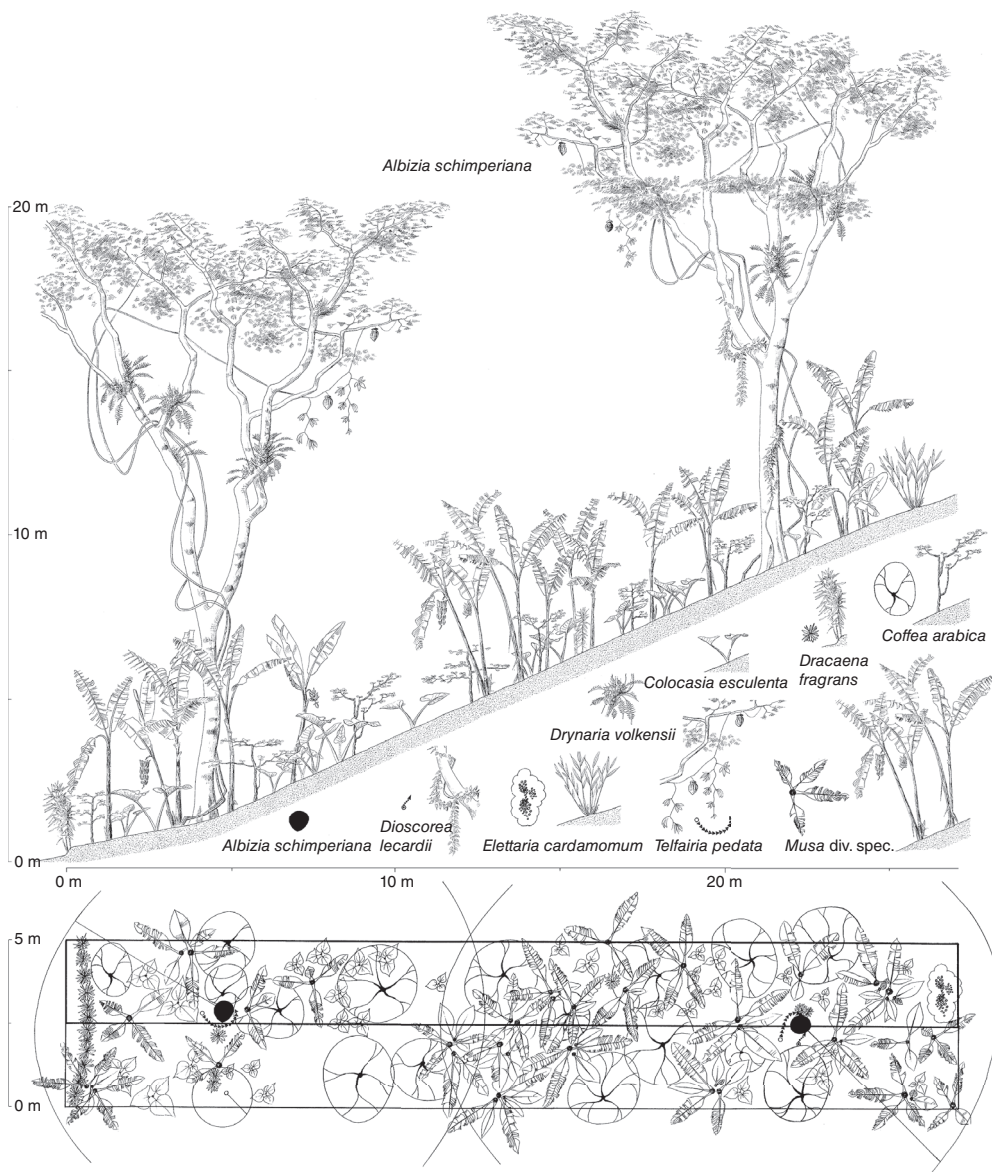 Albizia schimperiana
20 m
10 m
Coffea arabica
Dracaena
fragrans
Colocasia esculenta
Drynaria volkensii
Dioscorea
lecardii
Albizia schimperiana
Elettaria cardamomum
Telfairia pedata
Musa div. spec.
0 m
0 m
10 m
20 m
5 m
0 m